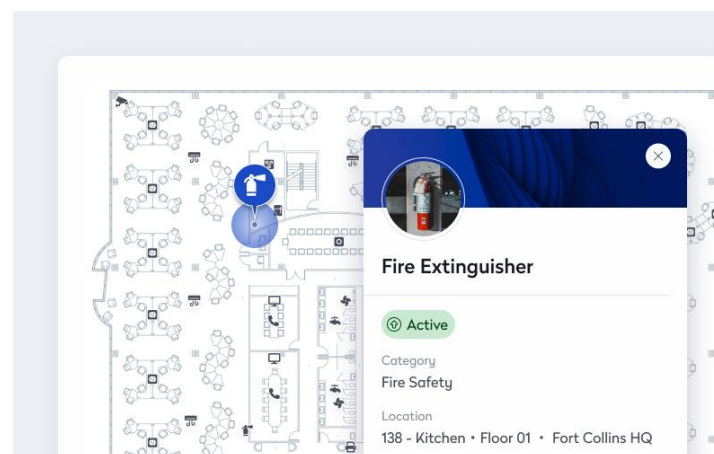 Fire Extinguisher
Active
Category
Fire Safety
Location
138 - Kitchen • Floor 01 • Fort Collins HQ